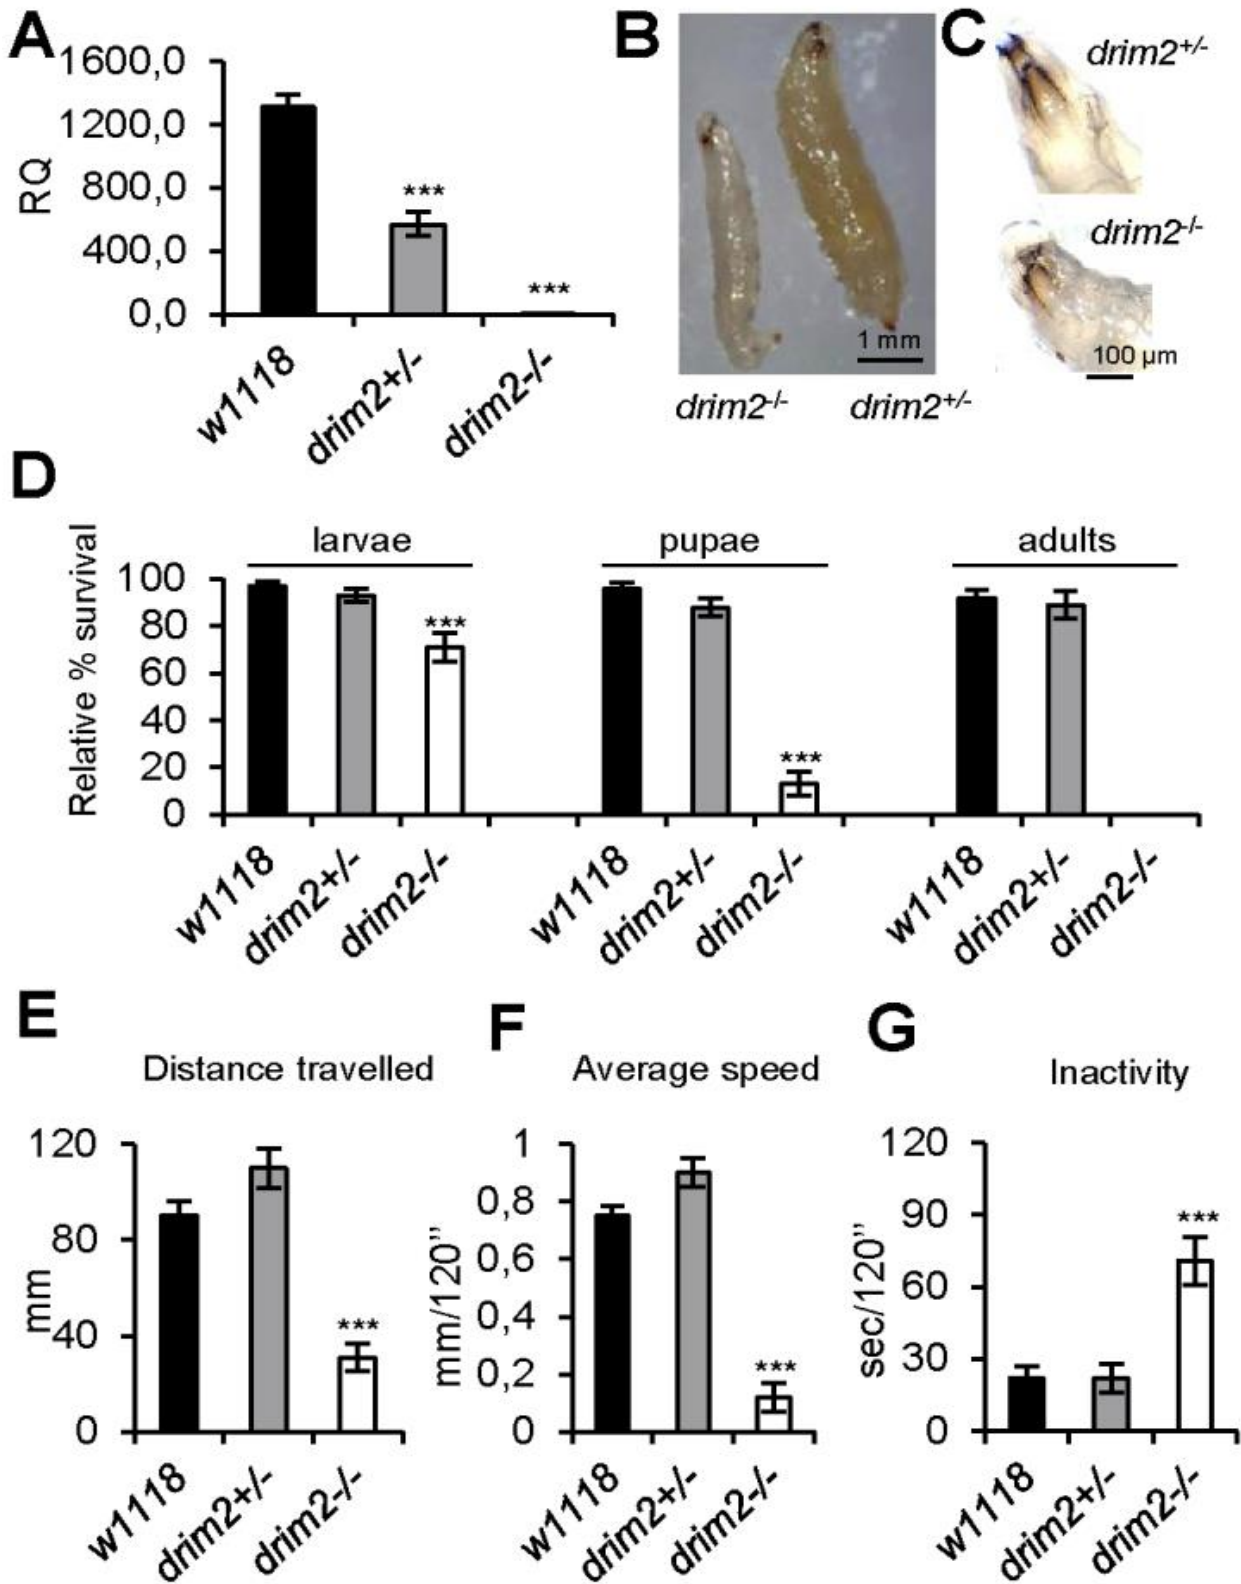 A
1600,0
1200,0
800,0
400,0
0,0
RQ
***
***
w1118
drim2+/-
drim2-/-
B
1 mm
drim2-/-
drim2+/-
C
drim2+/-
drim2-/-
100 µm
D
Relative % survival
100
80
60
40
20
0
larvae
pupae
adults
***
***
w1118
drim2+/-
drim2-/-
w1118
drim2+/-
drim2-/-
w1118
drim2+/-
drim2-/-
E
Distance travelled
120
80
40
0
mm
***
w1118
drim2+/-
drim2-/-
F
Average speed
1
0,8
0,6
0,4
0,2
0
mm/120”
***
w1118
drim2+/-
drim2-/-
G
Inactivity
120
90
60
30
0
sec/120”
***
w1118
drim2+/-
drim2-/-